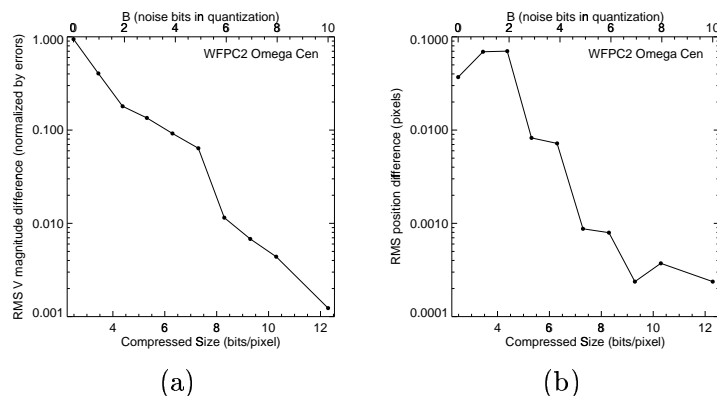 B (noise bits in quantization)
0 2 4 6 8 10
WFPC2 Omega Cen
1.000
0.100
0.010
0.001
RMS V magnitude difference (normalized by errors)
4 6 8 10 12
Compressed Size (bits/pixel)
(a)
B (noise bits in quantization)
0 2 4 6 8 10
WFPC2 Omega Cen
0.1000
0.0100
0.0010
0.0001
RMS position difference (pixels)
4 6 8 10 12
Compressed Size (bits/pixel)
(b)